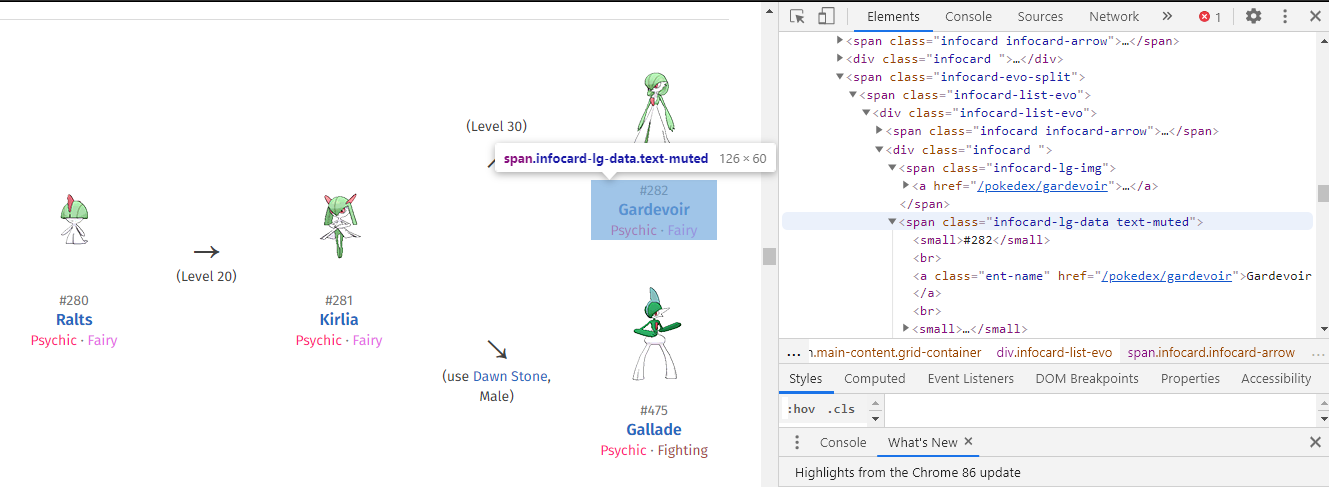 (Level 30)
span.infocard-lg-data.text-muted 126 × 60
#282
Gardevoir
Psychic · Fairy
(Level 20)
#280
Ralts
Psychic · Fairy
#281
Kirlia
Psychic · Fairy
(use Dawn Stone,
Male)
#475
Gallade
Psychic · Fighting
Elements Console Sources Network » 1
<span class="infocard infocard-arrow">…</span>
<div class="infocard ">…</div>
<span class="infocard-evo-split">
<span class="infocard-list-evo">
<div class="infocard-list-evo">
<span class="infocard infocard-arrow">…</span>
<div class="infocard ">
<span class="infocard-lg-img">
<a href="/pokedex/gardevoir">…</a>
</span>
<span class="infocard-lg-data text-muted">
<small>#282</small>
<br>
<a class="ent-name" href="/pokedex/gardevoir">Gardevoir
</a>
<br>
<small>…</small>
… .main-content.grid-container div.infocard-list-evo span.infocard.infocard-arrow …
Styles Computed Event Listeners DOM Breakpoints Properties Accessibility
:hov .cls
Console What's New ×
Highlights from the Chrome 86 update